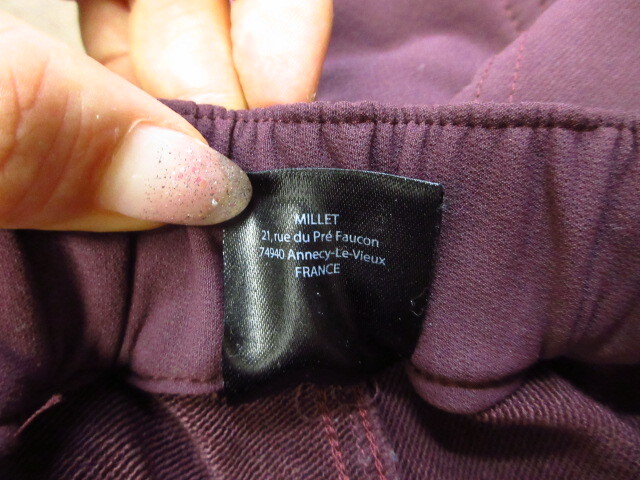 MILLET
21, rue du Pré Faucon
74940 Annecy-Le-Vieux
FRANCE